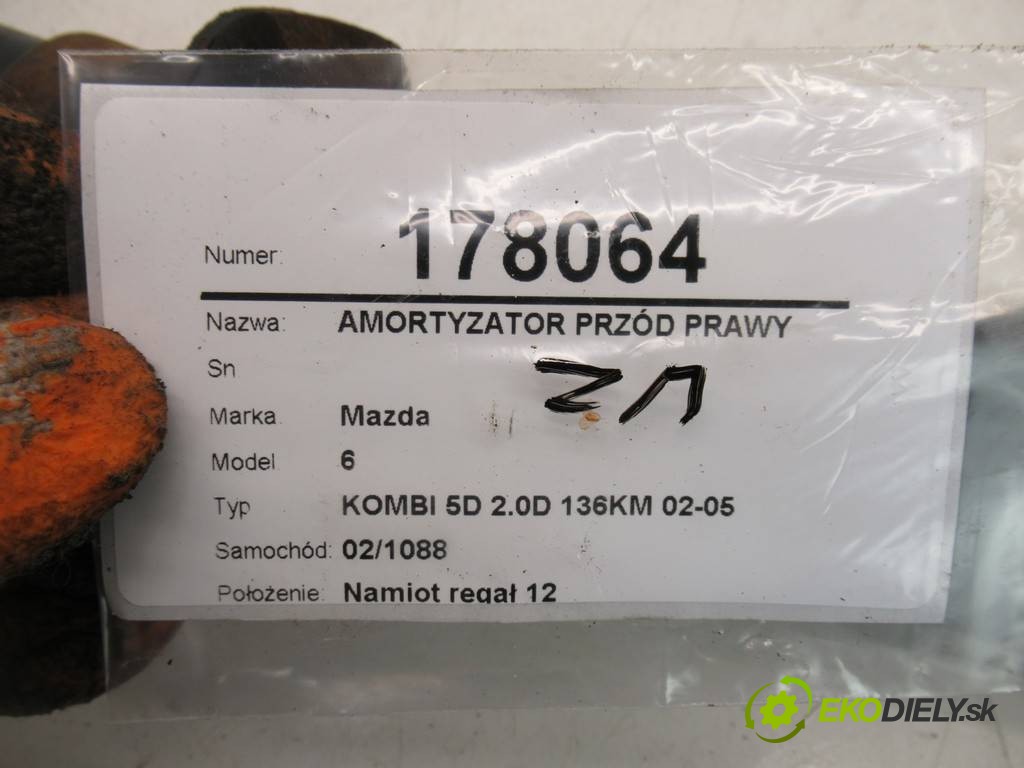 Numer: 178064
Nazwa: AMORTYZATOR PRZÓD PRAWY
Sn
Marka Mazda
Model 6
Typ KOMBI 5D 2.0D 136KM 02-05
Samochód: 02/1088
Położenie: Namiot regał 12
EKODIELY.sk